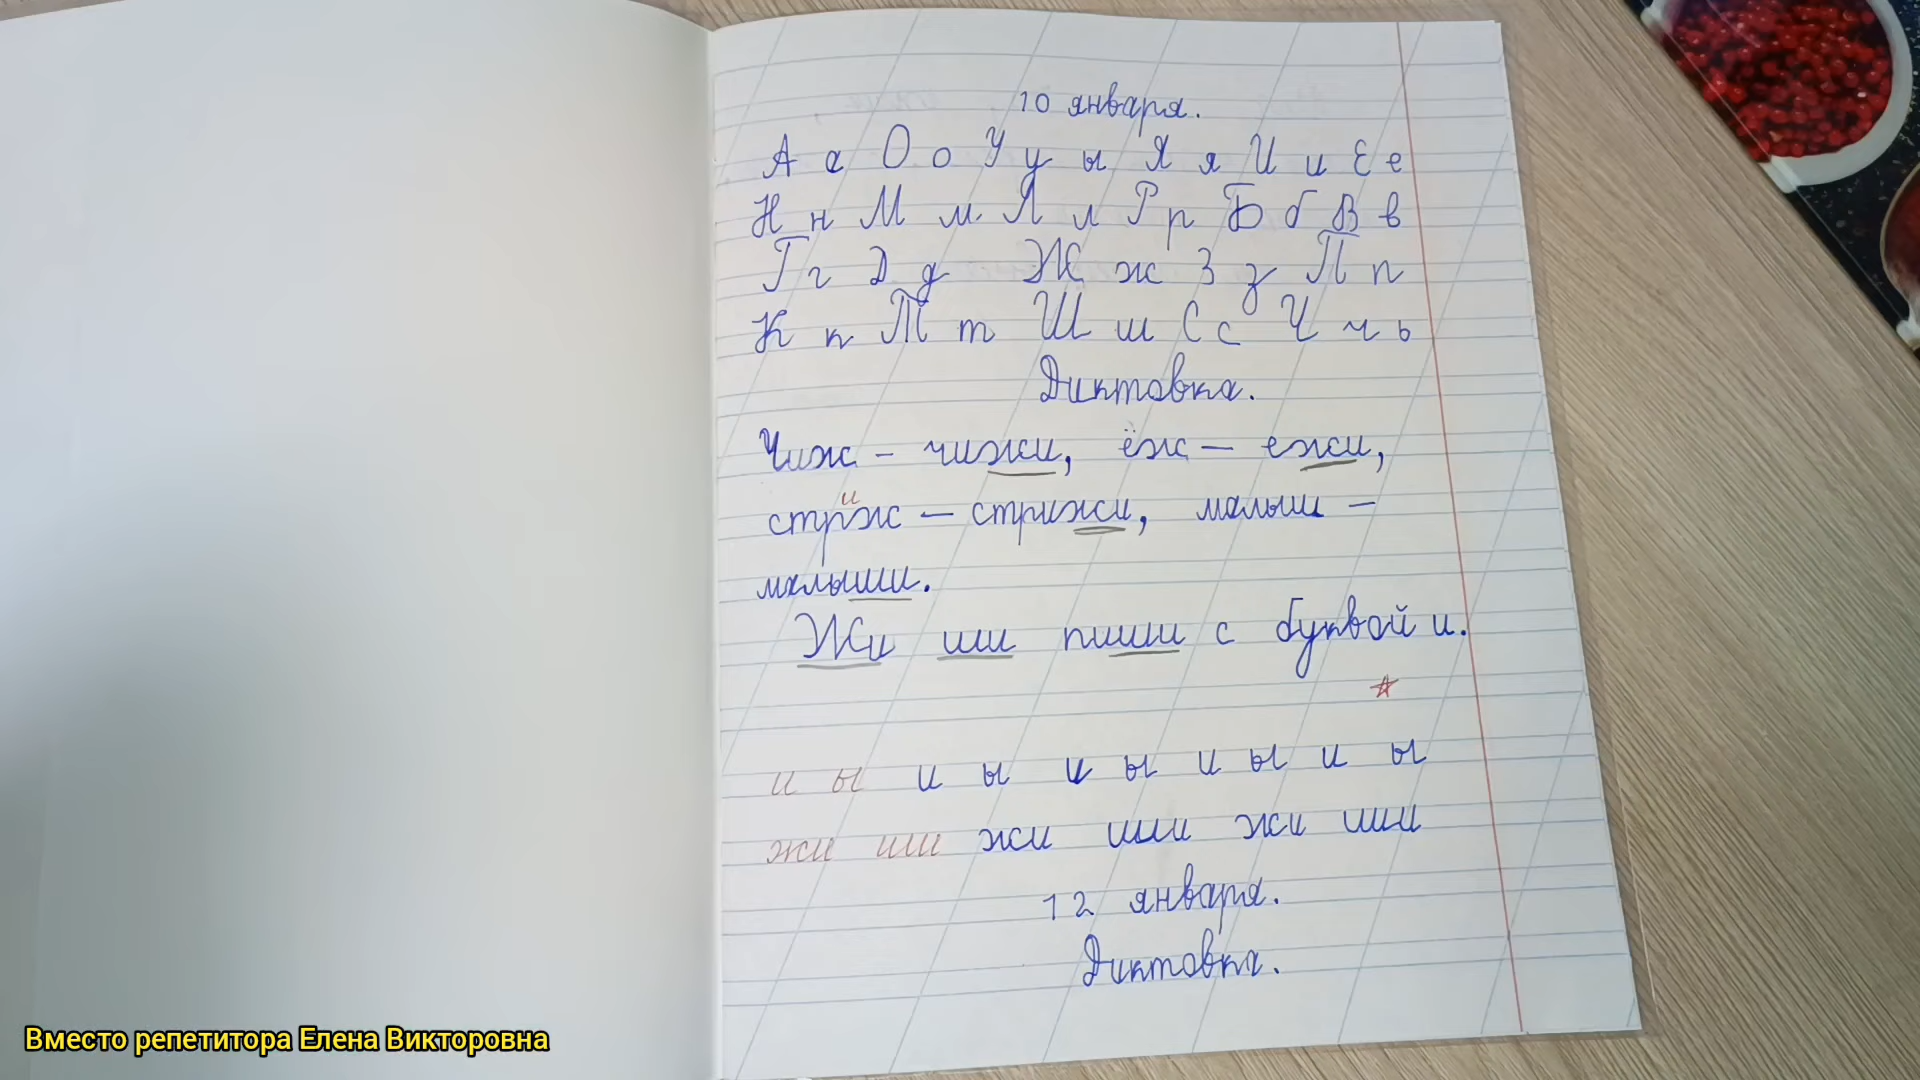 10 января.
А а О о У у ы Я я И и Е е
Н н М м Л л Р р Б б В в
Г г Д д Ж ж З з П п
К к Т т Ш ш С с Ч ч ь
Диктовка.
Чиж - чижи, ёж - ежи,
и
стрж - стрижи, малыш -
малыши.
Жи ши пиши с буквой и.
и ы и ы и ы и ы и ы
жи ши жи ши жи ши
12 января.
Диктовка.
Вместо репетитора Елена Викторовна